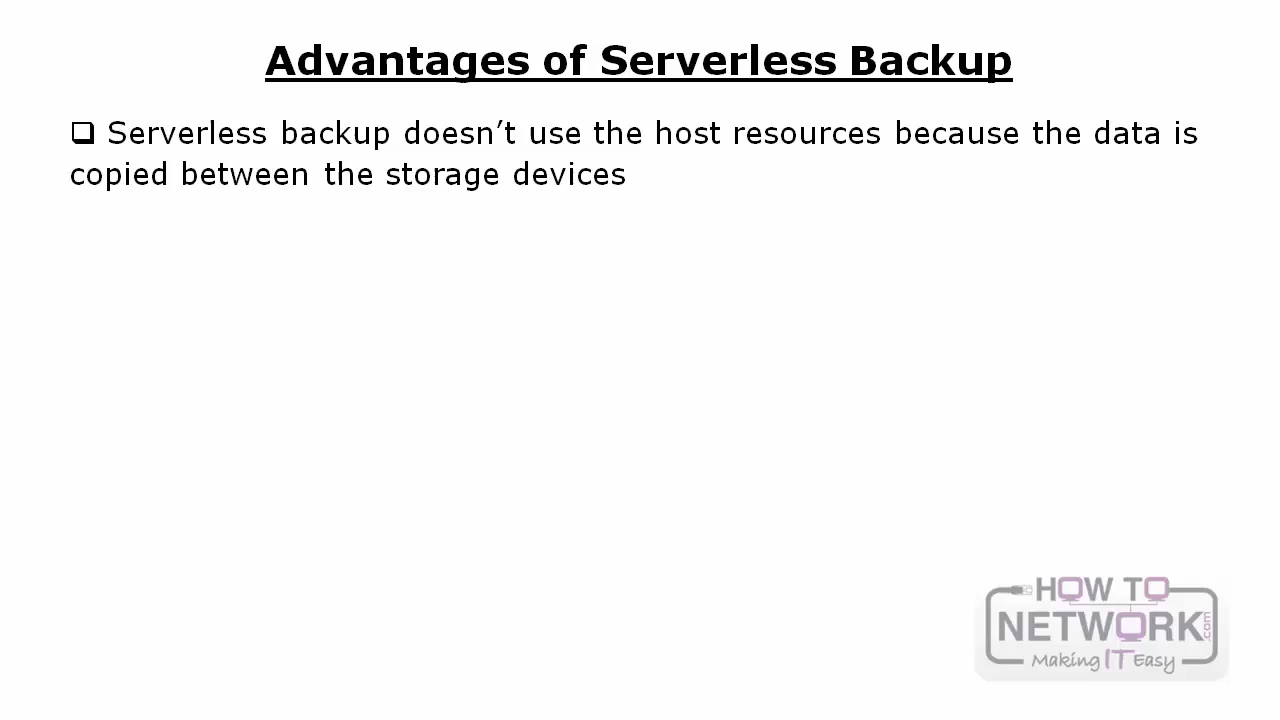 Advantages of Serverless Backup
❑ Serverless backup doesn’t use the host resources because the data is
copied between the storage devices
HOW TO
NETWORK.com
Making IT Easy